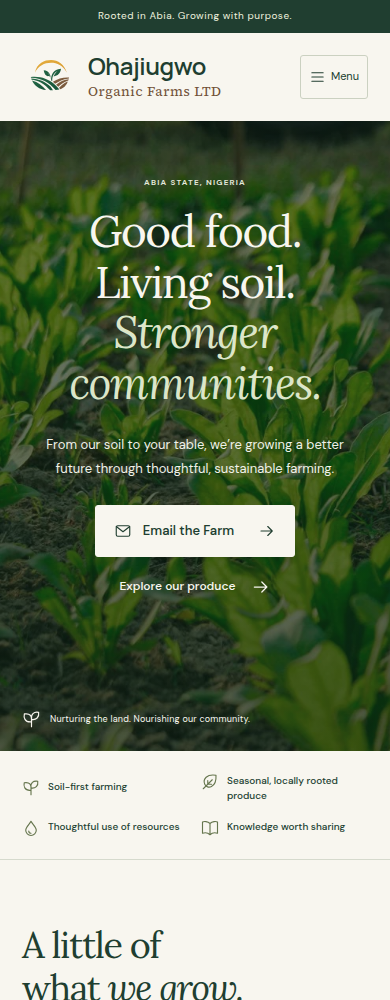 Rooted in Abia. Growing with purpose.
Ohajiugwo
Organic Farms LTD
Menu
ABIA STATE, NIGERIA
Good food.
Living soil.
Stronger
communities.
From our soil to your table, we’re growing a better
future through thoughtful, sustainable farming.
Email the Farm
Explore our produce
Nurturing the land. Nourishing our community.
Soil-first farming
Seasonal, locally rooted
produce
Thoughtful use of resources
Knowledge worth sharing
A little of
what we grow.